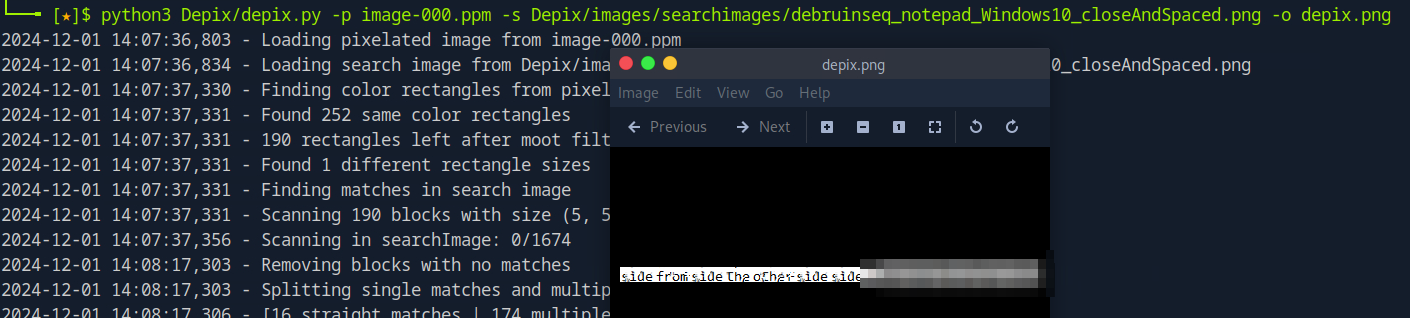 [★]$ python3 Depix/depix.py -p image-000.ppm -s Depix/images/searchimages/debruinseq_notepad_Windows10_closeAndSpaced.png -o depix.png
2024-12-01 14:07:36,803 - Loading pixelated image from image-000.ppm
2024-12-01 14:07:36,834 - Loading search image from Depix/ima 0_closeAndSpaced.png
2024-12-01 14:07:37,330 - Finding color rectangles from pixel
2024-12-01 14:07:37,331 - Found 252 same color rectangles
2024-12-01 14:07:37,331 - 190 rectangles left after moot filt
2024-12-01 14:07:37,331 - Found 1 different rectangle sizes
2024-12-01 14:07:37,331 - Finding matches in search image
2024-12-01 14:07:37,331 - Scanning 190 blocks with size (5, 5
2024-12-01 14:07:37,356 - Scanning in searchImage: 0/1674
2024-12-01 14:08:17,303 - Removing blocks with no matches
2024-12-01 14:08:17,303 - Splitting single matches and multip
2024-12-01 14:08:17,306 - [16 straight matches | 174 multiple
depix.png
Image Edit View Go Help
Previous Next
side from side the other side side